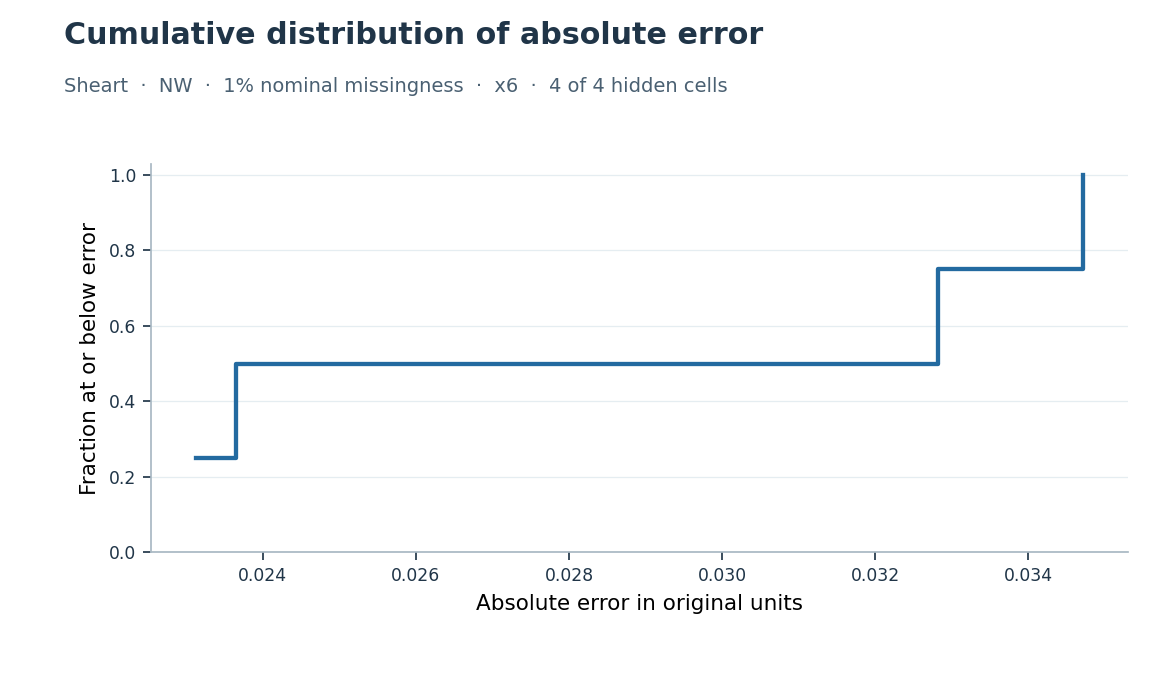 Cumulative distribution of absolute error
Sheart · NW · 1% nominal missingness · x6 · 4 of 4 hidden cells
Fraction at or below error
1.0
0.8
0.6
0.4
0.2
0.0
0.024 0.026 0.028 0.030 0.032 0.034
Absolute error in original units